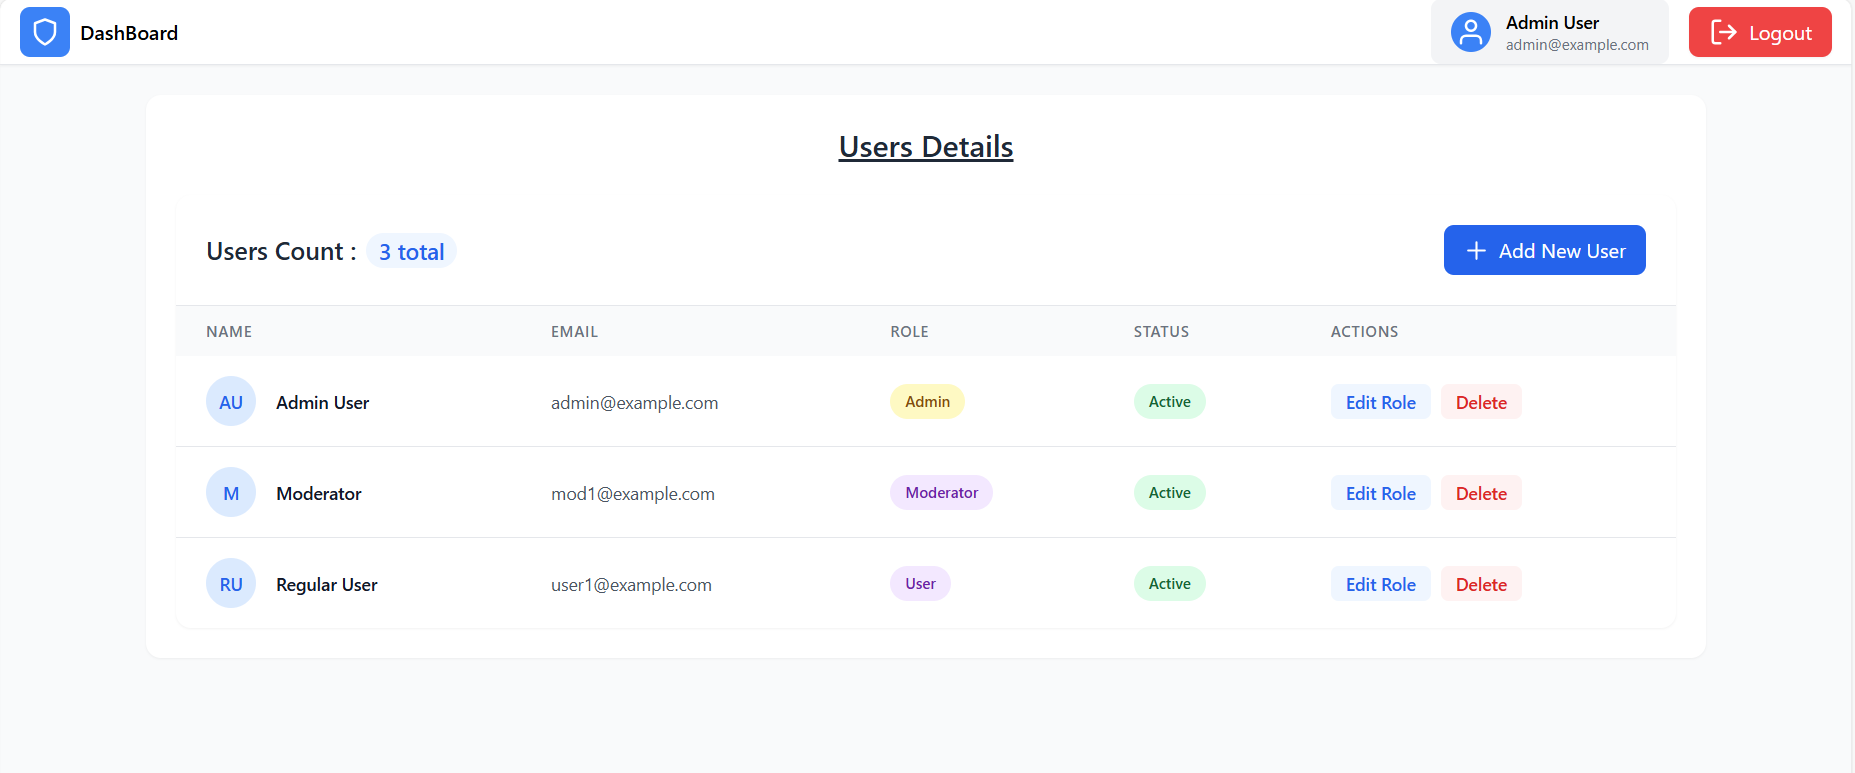 DashBoard
Admin User
admin@example.com
Logout
Users Details
Users Count : 3 total
Add New User
NAME EMAIL ROLE STATUS ACTIONS
AU Admin User admin@example.com Admin Active Edit Role Delete
M Moderator mod1@example.com Moderator Active Edit Role Delete
RU Regular User user1@example.com User Active Edit Role Delete